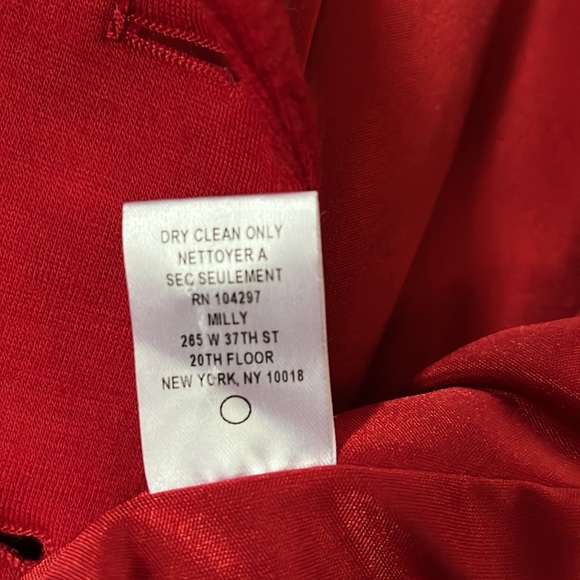 DRY CLEAN ONLY
NETTOYER A
SEC SEULEMENT
RN 104297
MILLY
265 W 37TH ST
20TH FLOOR
NEW YORK, NY 10018